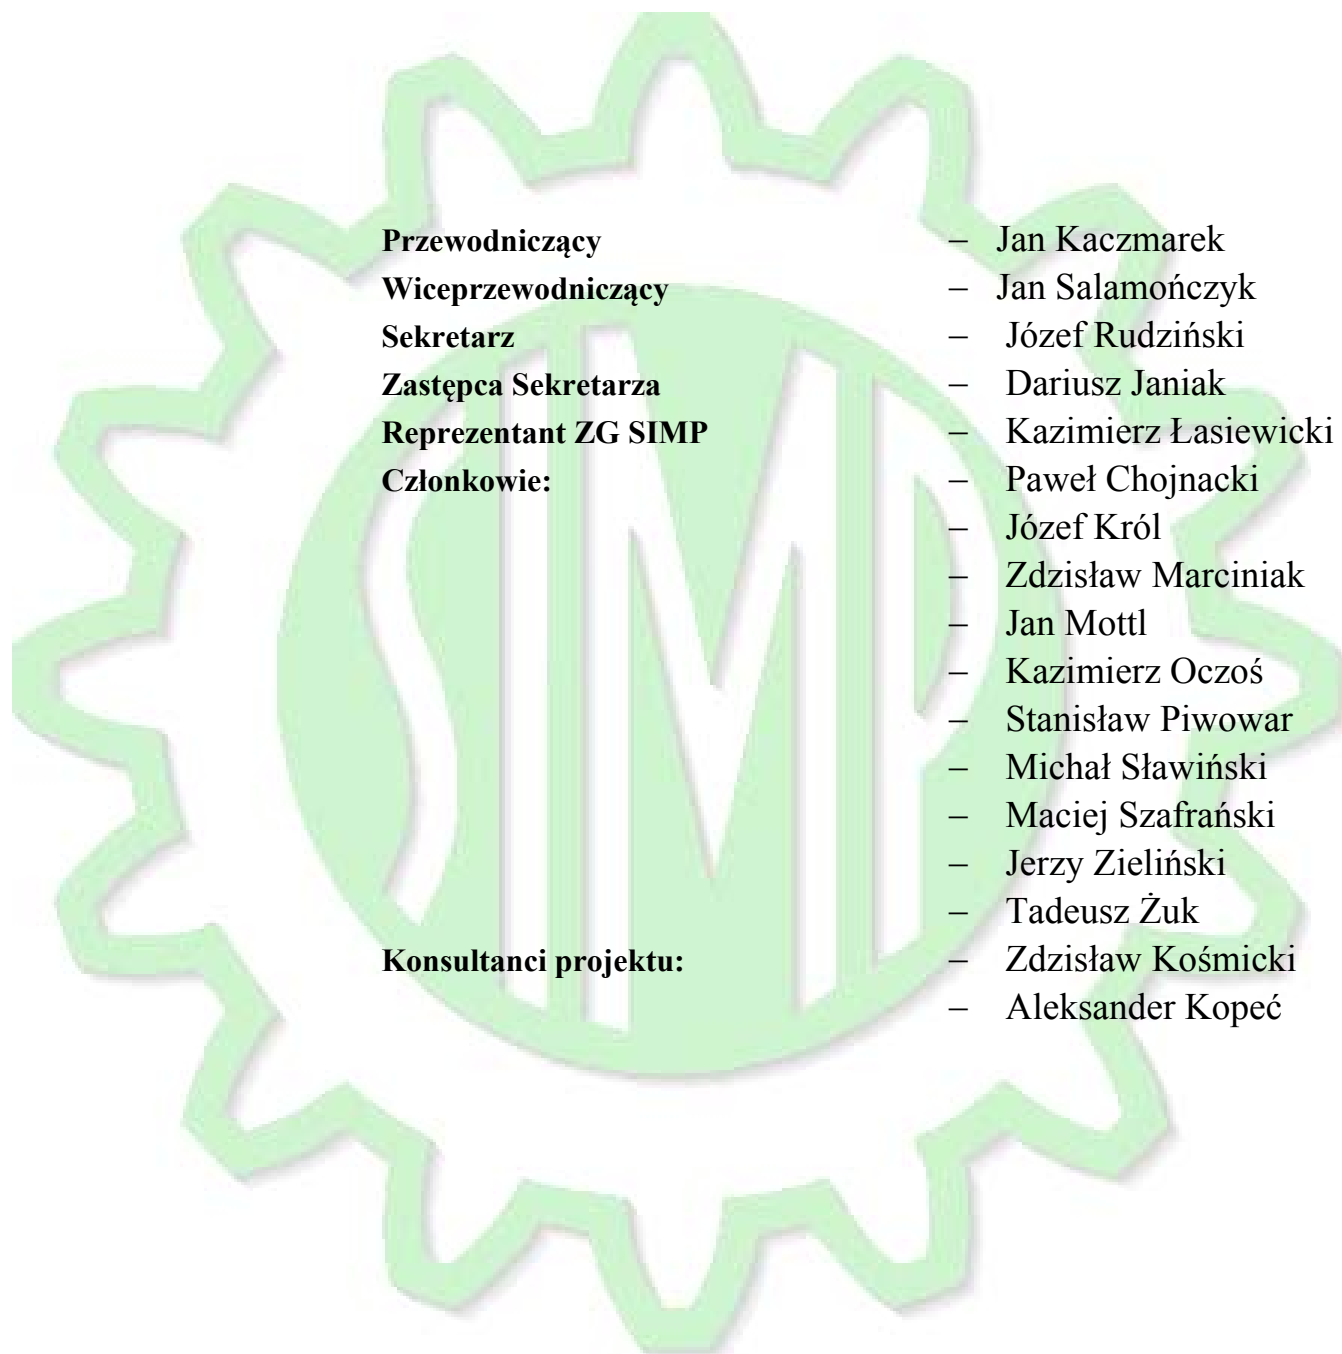 Przewodniczący – Jan Kaczmarek
Wiceprzewodniczący – Jan Salamończyk
Sekretarz – Józef Rudziński
Zastępca Sekretarza – Dariusz Janiak
Reprezentant ZG SIMP – Kazimierz Łasiewicki
Członkowie: – Paweł Chojnacki
– Józef Król
– Zdzisław Marciniak
– Jan Mottl
– Kazimierz Oczoś
– Stanisław Piwowar
– Michał Sławiński
– Maciej Szafrański
– Jerzy Zieliński
– Tadeusz Żuk
Konsultanci projektu: – Zdzisław Kośmicki
– Aleksander Kopeć
SIMP